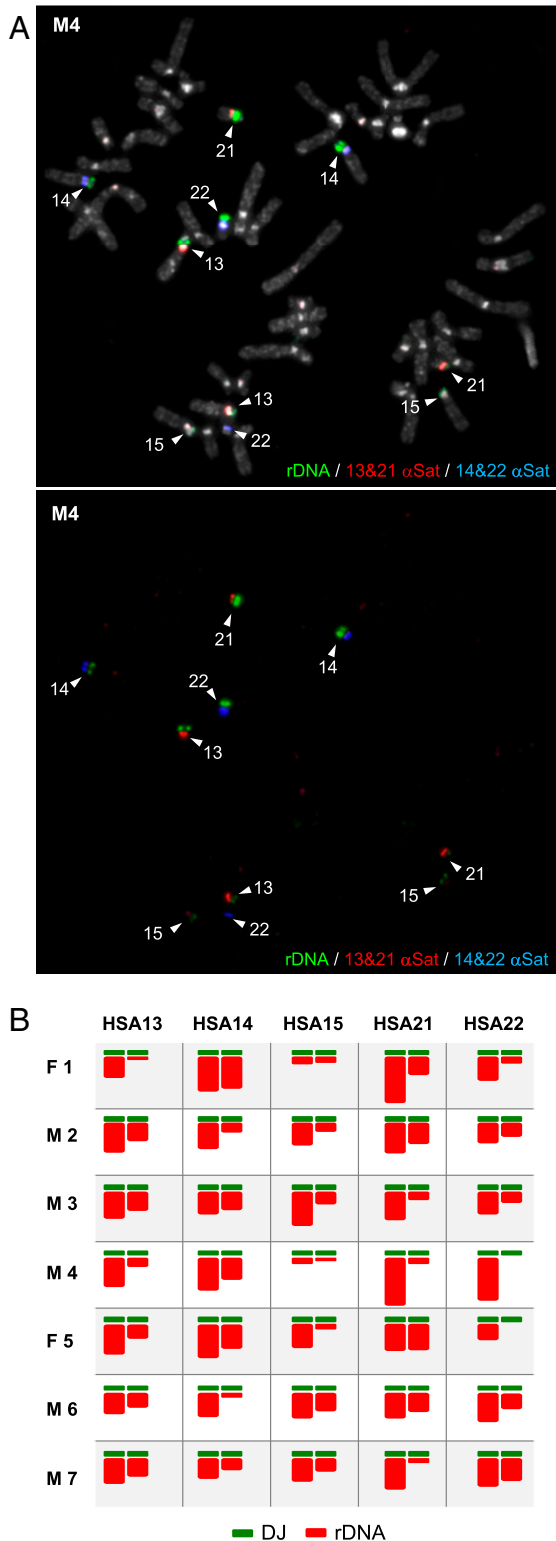 A
M4
21
14
14
22
13
21
13
15
15
22
rDNA / 13&21 αSat / 14&22 αSat
M4
21
14
14
22
13
21
13
15
15
22
rDNA / 13&21 αSat / 14&22 αSat
B
HSA13 HSA14 HSA15 HSA21 HSA22
F 1
M 2
M 3
M 4
F 5
M 6
M 7
DJ rDNA